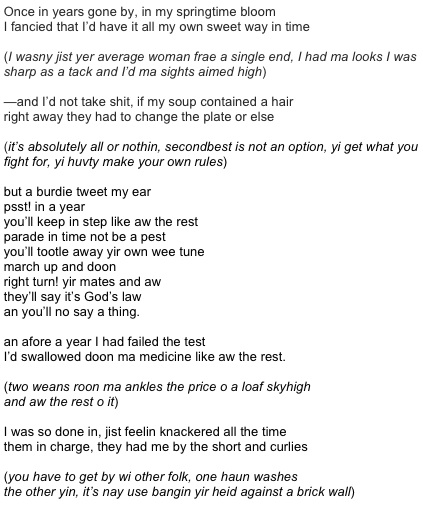 Once in years gone by, in my springtime bloom
I fancied that I'd have it all my own sweet way in time
(I wasny jist yer average woman frae a single end, I had ma looks I was
sharp as a tack and I'd ma sights aimed high)
—and I'd not take shit, if my soup contained a hair
right away they had to change the plate or else
(it's absolutely all or nothin, secondbest is not an option, yi get what you
fight for, yi huvty make your own rules)
but a burdie tweet my ear
psst! in a year
you'll keep in step like aw the rest
parade in time not be a pest
you'll tootle away yir own wee tune
march up and doon
right turn! yir mates and aw
they'll say it's God's law
an you'll no say a thing.
an afore a year I had failed the test
I'd swallowed doon ma medicine like aw the rest.
(two weans roon ma ankles the price o a loaf skyhigh
and aw the rest o it)
I was so done in, jist feelin knackered all the time
them in charge, they had me by the short and curlies
(you have to get by wi other folk, one haun washes
the other yin, it's nay use bangin yir heid against a brick wall)